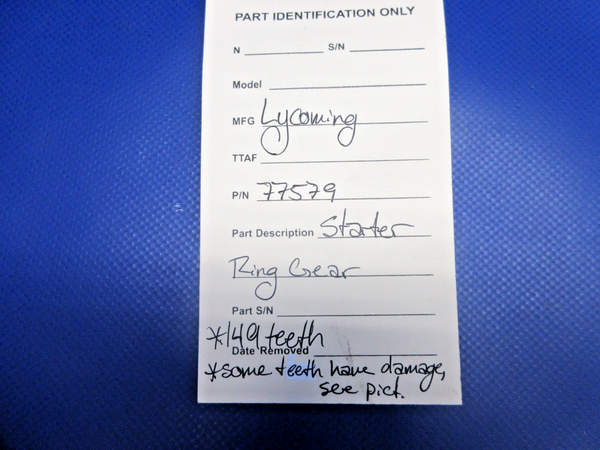 PART IDENTIFICATION ONLY
N S/N
Model
MFG Lycoming
TTAF
P/N 77579
Part Description Starter
Ring Gear
Part S/N
*149 teeth
Date Removed
*some teeth have damage,
see pict.